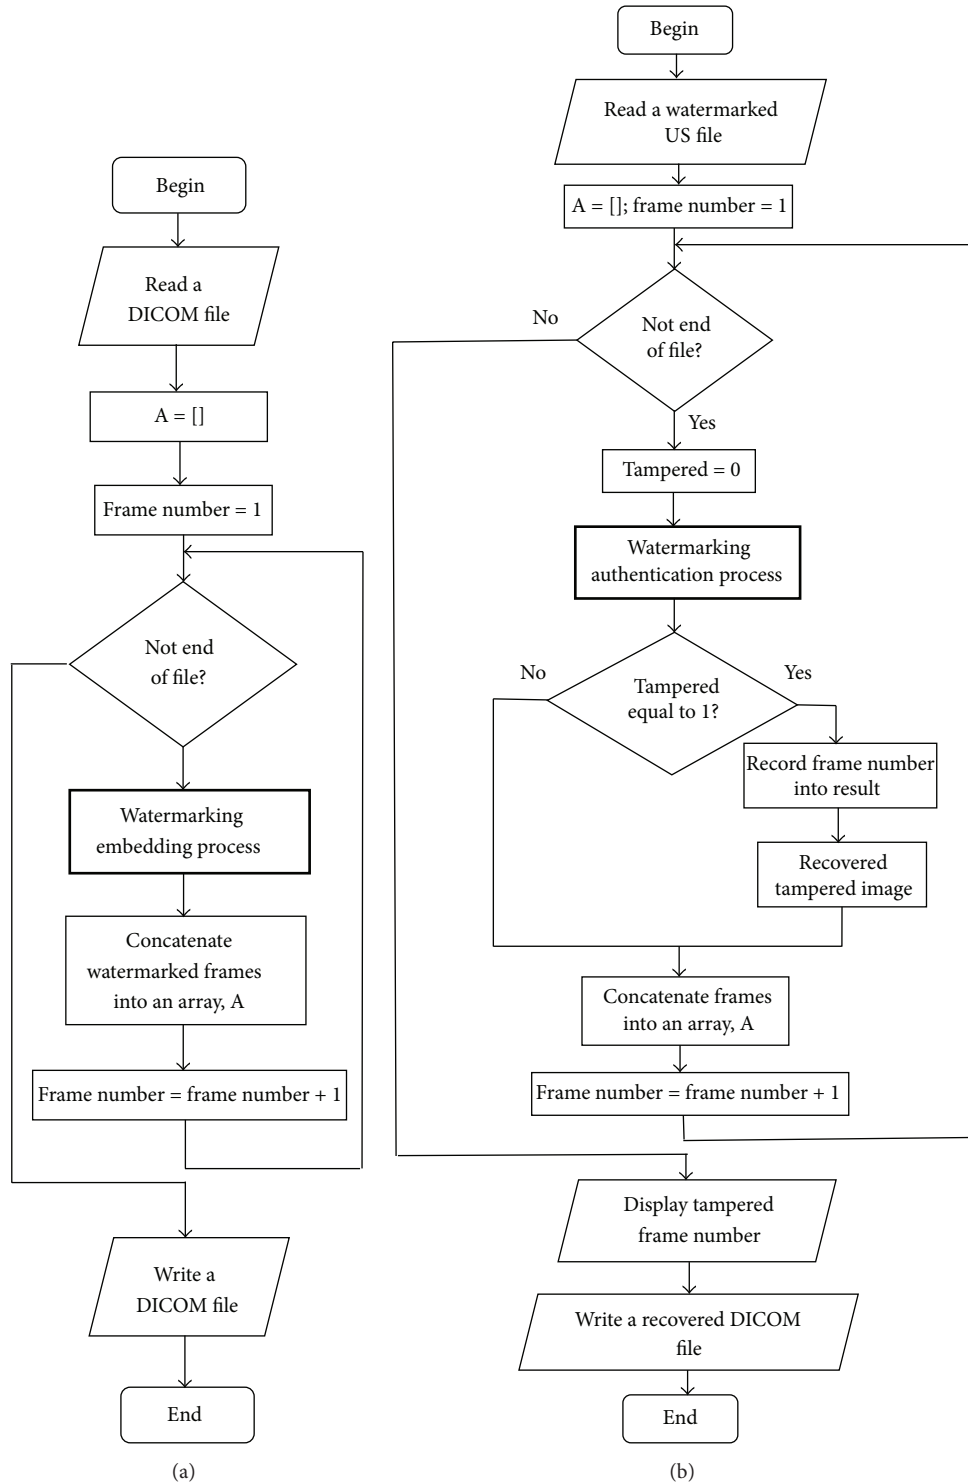 Begin
Read a
DICOM file
A = []
Frame number = 1
Not end
of file?
Watermarking
embedding process
Concatenate
watermarked frames
into an array, A
Frame number = frame number + 1
Write a
DICOM file
End
(a)
Begin
Read a watermarked
US file
A = []; frame number = 1
No
Not end
of file?
Yes
Tampered = 0
Watermarking
authentication process
No
Tampered
equal to 1?
Yes
Record frame number
into result
Recovered
tampered image
Concatenate frames
into an array, A
Frame number = frame number + 1
Display tampered
frame number
Write a recovered DICOM
file
End
(b)